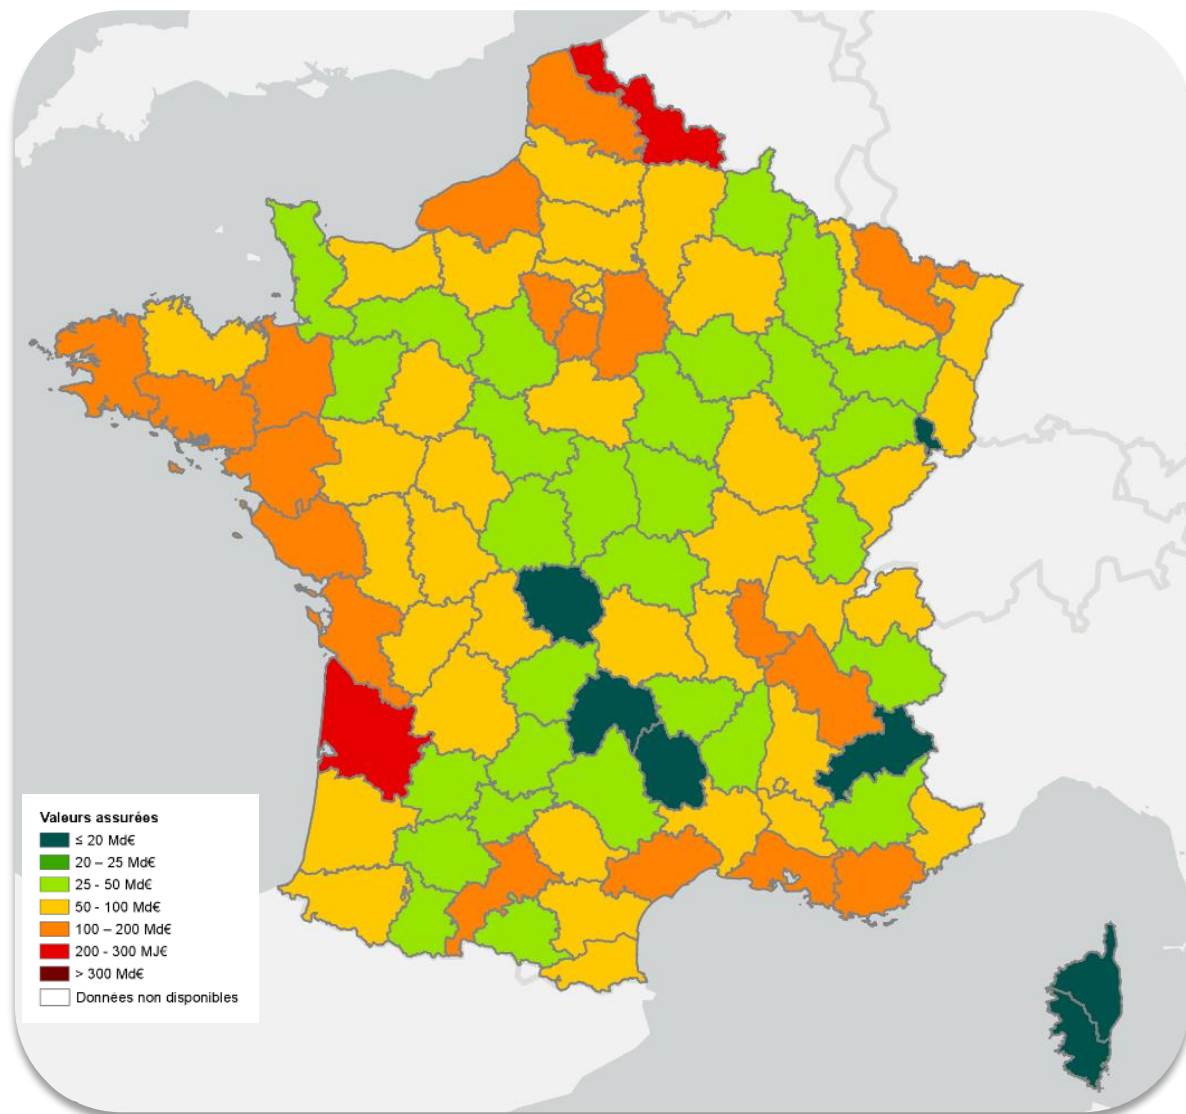 Valeurs assurées
≤ 20 Md€
20 – 25 Md€
25 - 50 Md€
50 - 100 Md€
100 – 200 Md€
200 - 300 MJ€
> 300 Md€
Données non disponibles